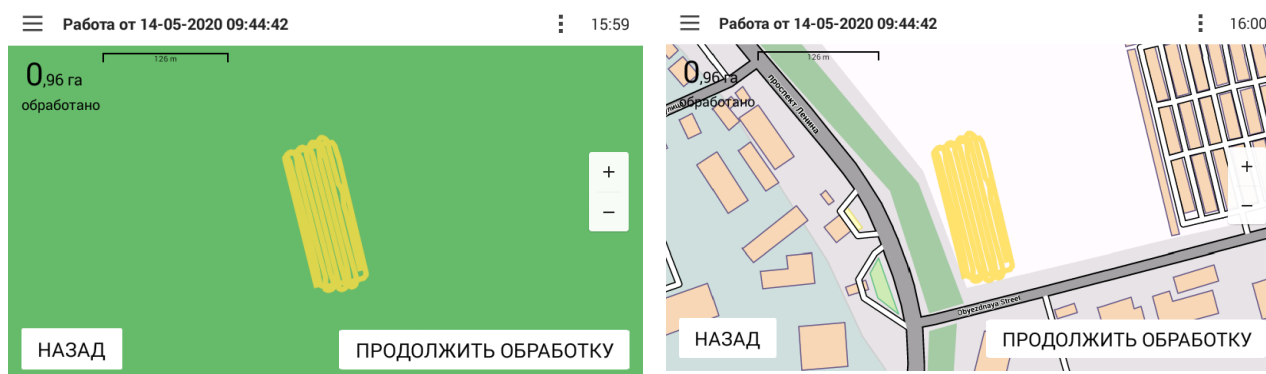 Работа от 14-05-2020 09:44:42
15:59
126 m
0,96 га
обработано
+
−
НАЗАД
ПРОДОЛЖИТЬ ОБРАБОТКУ
Работа от 14-05-2020 09:44:42
16:00
126 m
0,96 га
обработано
проспект Ленина
+
−
Obyezdnaya Street
НАЗАД
ПРОДОЛЖИТЬ ОБРАБОТКУ